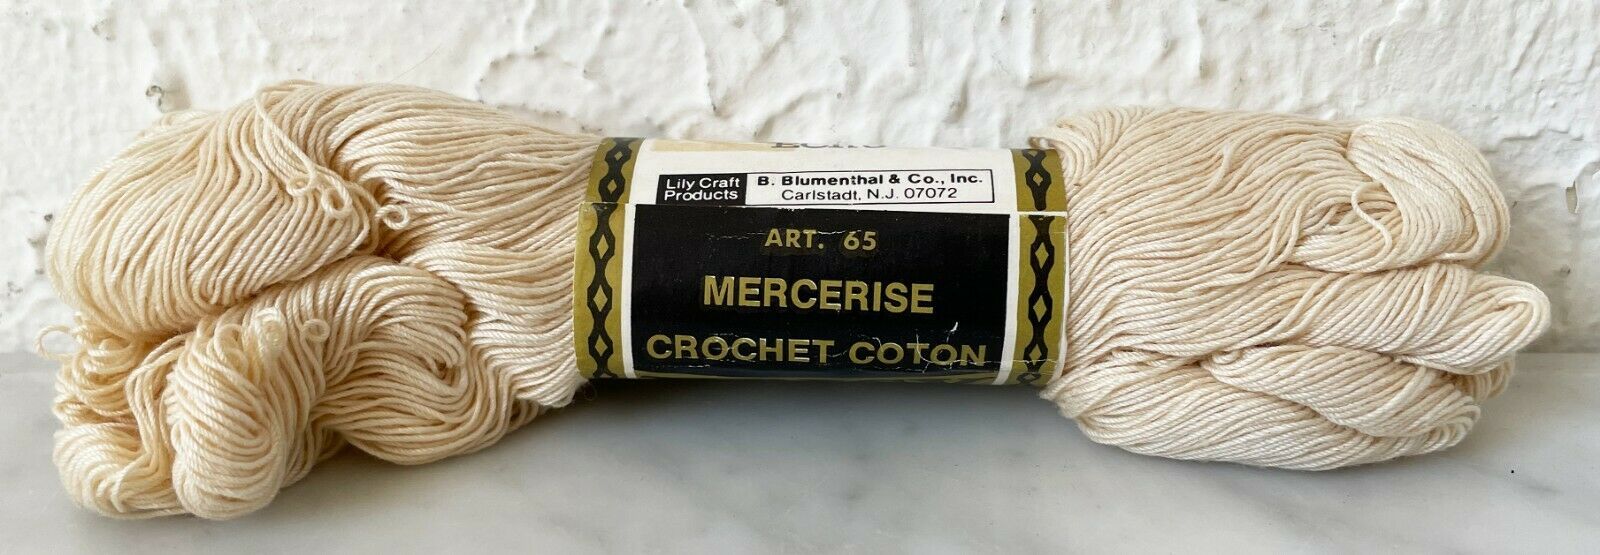 Lily Craft
Products
B. Blumenthal & Co., Inc.
Carlstadt, N.J. 07072
ART. 65
MERCERISE
CROCHET COTON